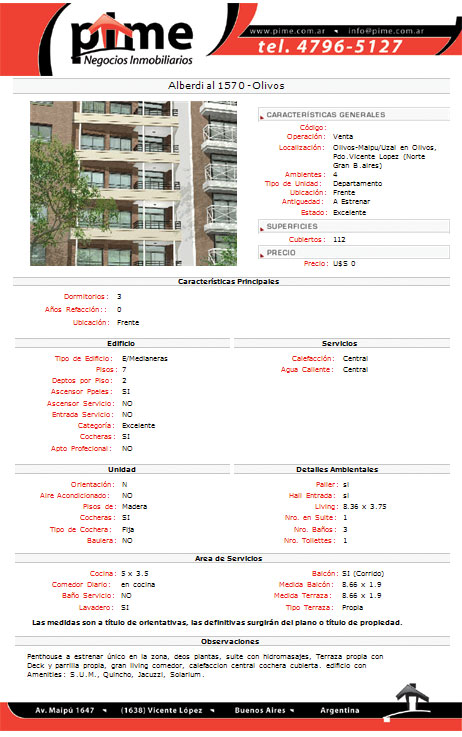 pime
Negocios Inmobiliarios
www.pime.com.ar info@pime.com.ar
tel. 4796-5127
Alberdi al 1570 - Olivos
CARACTERÍSTICAS GENERALES
Código:
Operación: Venta
Localización: Olivos-Maipu/Uzal en Olivos,
Pdo.Vicente Lopez (Norte
Gran B.aires)
Ambientes: 4
Tipo de Unidad: Departamento
Ubicación: Frente
Antiguedad: A Estrenar
Estado: Excelente
SUPERFICIES
Cubiertos: 112
PRECIO
Precio: U$S 0
Características Principales
Dormitorios: 3
Años Refacción:: 0
Ubicación: Frente
Edificio
Tipo de Edificio: E/Medianeras
Pisos: 7
Deptos por Piso: 2
Ascensor Ppales: SI
Ascensor Servicio: NO
Entrada Servicio: NO
Categoría: Excelente
Cocheras: SI
Apto Profecional: NO
Servicios
Calefacción: Central
Agua Caliente: Central
Unidad
Orientación: N
Aire Acondicionado: NO
Pisos de: Madera
Cocheras: SI
Tipo de Cochera: Fija
Baulera: NO
Detalles Ambientales
Palier: si
Hall Entrada: si
Living: 8.36 x 3.75
Nro. en Suite: 1
Nro. Baños: 3
Nro. Toilettes: 1
Area de Servicios
Cocina: 5 x 3.5
Comedor Diario: en cocina
Baño Servicio: NO
Lavadero: SI
Balcón: SI (Corrido)
Medida Balcón: 8.66 x 1.9
Medida Terraza: 8.66 x 1.9
Tipo Terraza: Propia
Las medidas son a título de orientativas, las definitivas surgirán del plano o título de propiedad.
Observaciones
Penthouse a estrenar único en la zona, deos plantas, suite con hidromasajes, Terraza propia con
Deck y parrilla propia, gran living comedor, calefaccion central cochera cubierta. edificio con
Amenities: S.U.M., Quincho, Jacuzzi, Solarium.
Av. Maipú 1647 (1638) Vicente López Buenos Aires Argentina